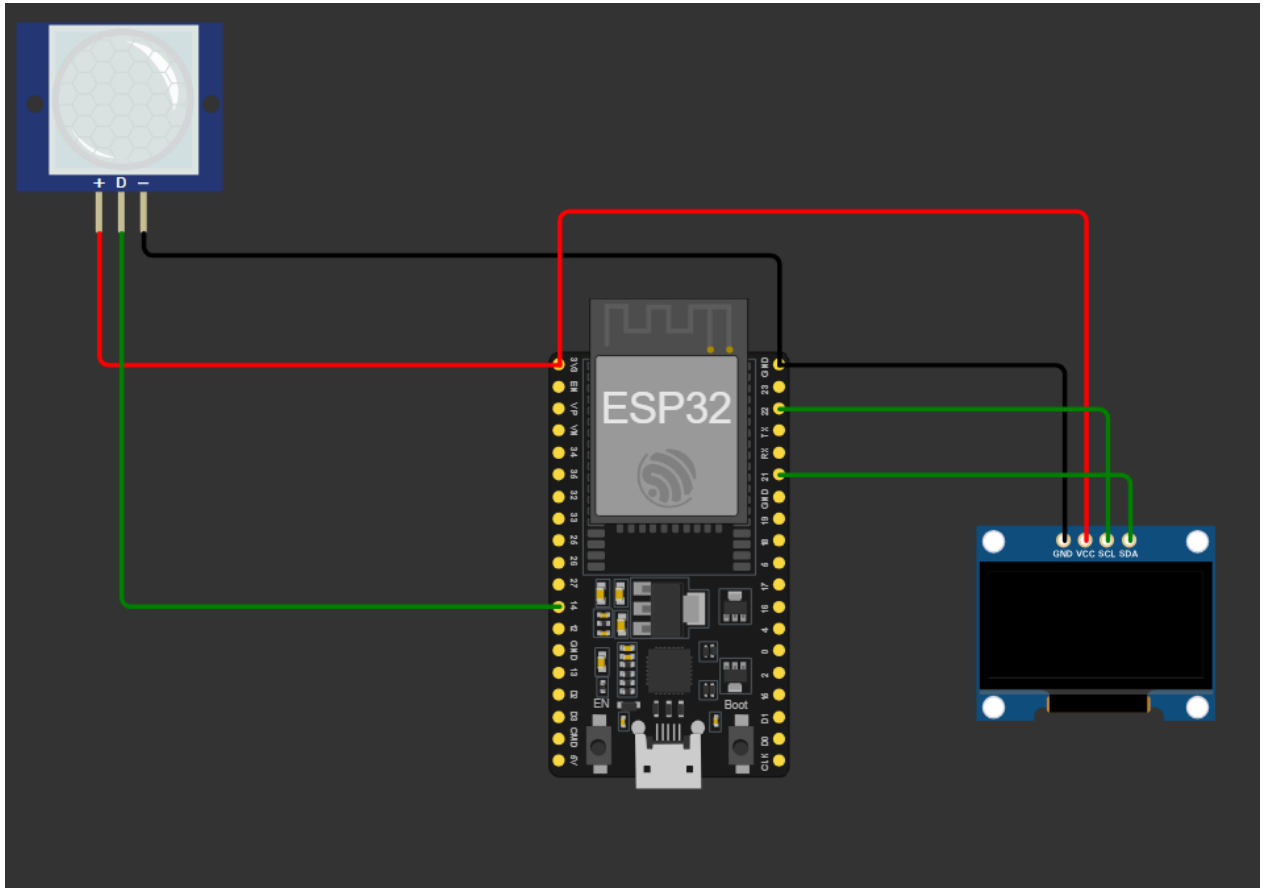 + D −
ESP32
3V3
EN
VP
VN
34
35
32
33
25
26
27
14
12
GND
13
D2
D3
CMD
5V
GND
23
22
TX
RX
21
GND
19
18
5
17
16
4
0
2
15
D1
D0
CLK
EN
Boot
GND VCC SCL SDA